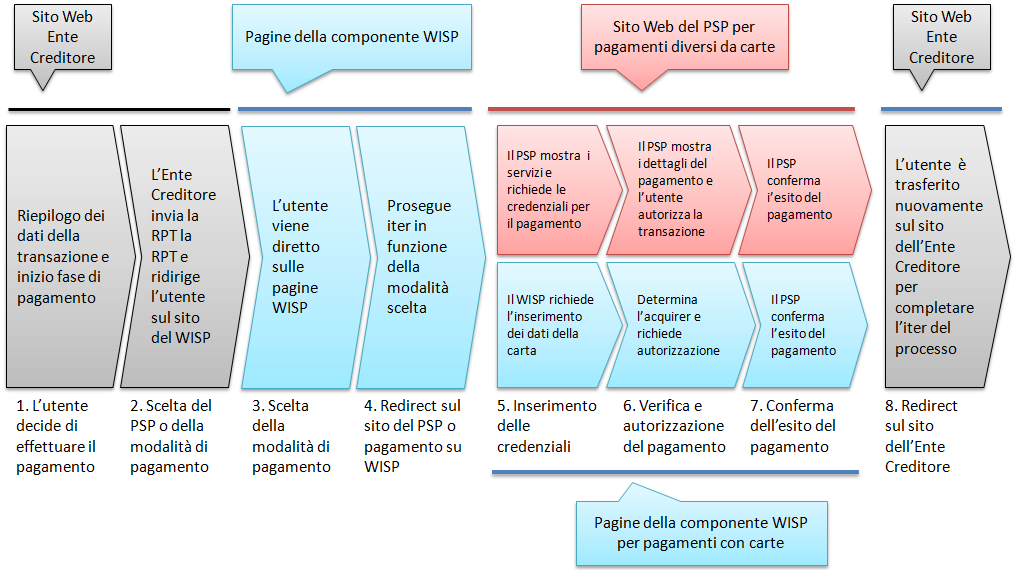 Sito Web
Ente
Creditore
Pagine della componente WISP
Sito Web del PSP per
pagamenti diversi da carte
Sito Web
Ente
Creditore
Riepilogo dei
dati della
transazione e
inizio fase di
pagamento
L'Ente
Creditore
invia la
RPT la
RPT e
ridirige
l'utente
sul sito
del WISP
L'utente
viene
diretto
sulle
pagine
WISP
Prosegue
iter in
funzione
della
modalità
scelta
Il PSP mostra i
servizi e
richiede le
credenziali per
il pagamento
Il PSP mostra
i dettagli del
pagamento e
l'utente
autorizza la
transazione
Il PSP
conferma
i'esito del
pagamento
Il WISP richiede
l'inserimento
dei dati della
carta
Determina
l'acquirer e
richiede
autorizzazione
Il PSP
conferma
l'esito del
pagamento
L'utente è
trasferito
nuovamente
sul sito
dell'Ente
Creditore
per
completare
l'iter del
processo
1. L'utente
decide di
effettuare il
pagamento
2. Scelta del
PSP o della
modalità di
pagamento
3. Scelta
della
modalità di
pagamento
4. Redirect sul
sito del PSP o
pagamento su
WISP
5. Inserimento
delle
credenziali
6. Verifica e
autorizzazione
del pagamento
7. Conferma
dell'esito del
pagamento
8. Redirect
sul sito
dell'Ente
Creditore
Pagine della componente WISP
per pagamenti con carte